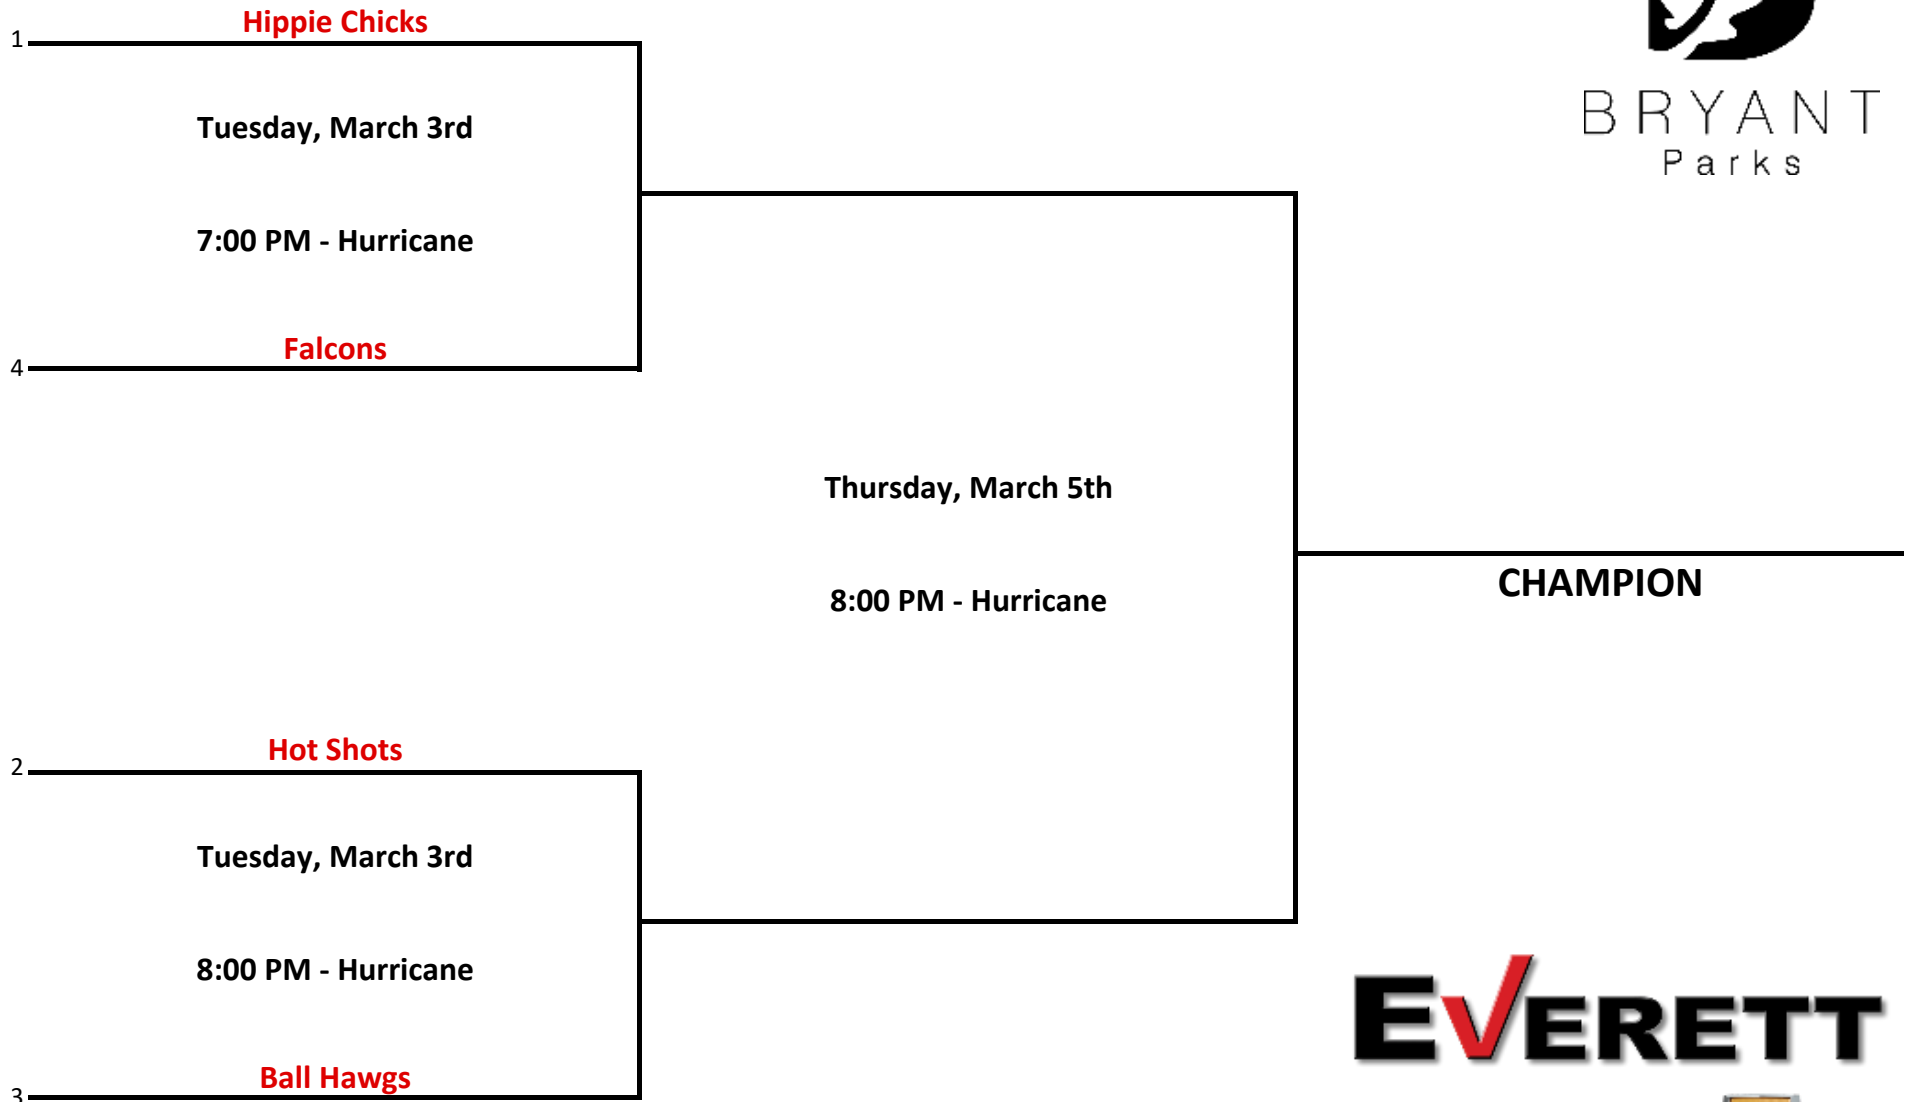 Hippie Chicks
1
BRYANT
Parks
Tuesday, March 3rd
7:00 PM - Hurricane
Falcons
4
Thursday, March 5th
8:00 PM - Hurricane
CHAMPION
Hot Shots
2
Tuesday, March 3rd
8:00 PM - Hurricane
EVERETT
Ball Hawgs
3